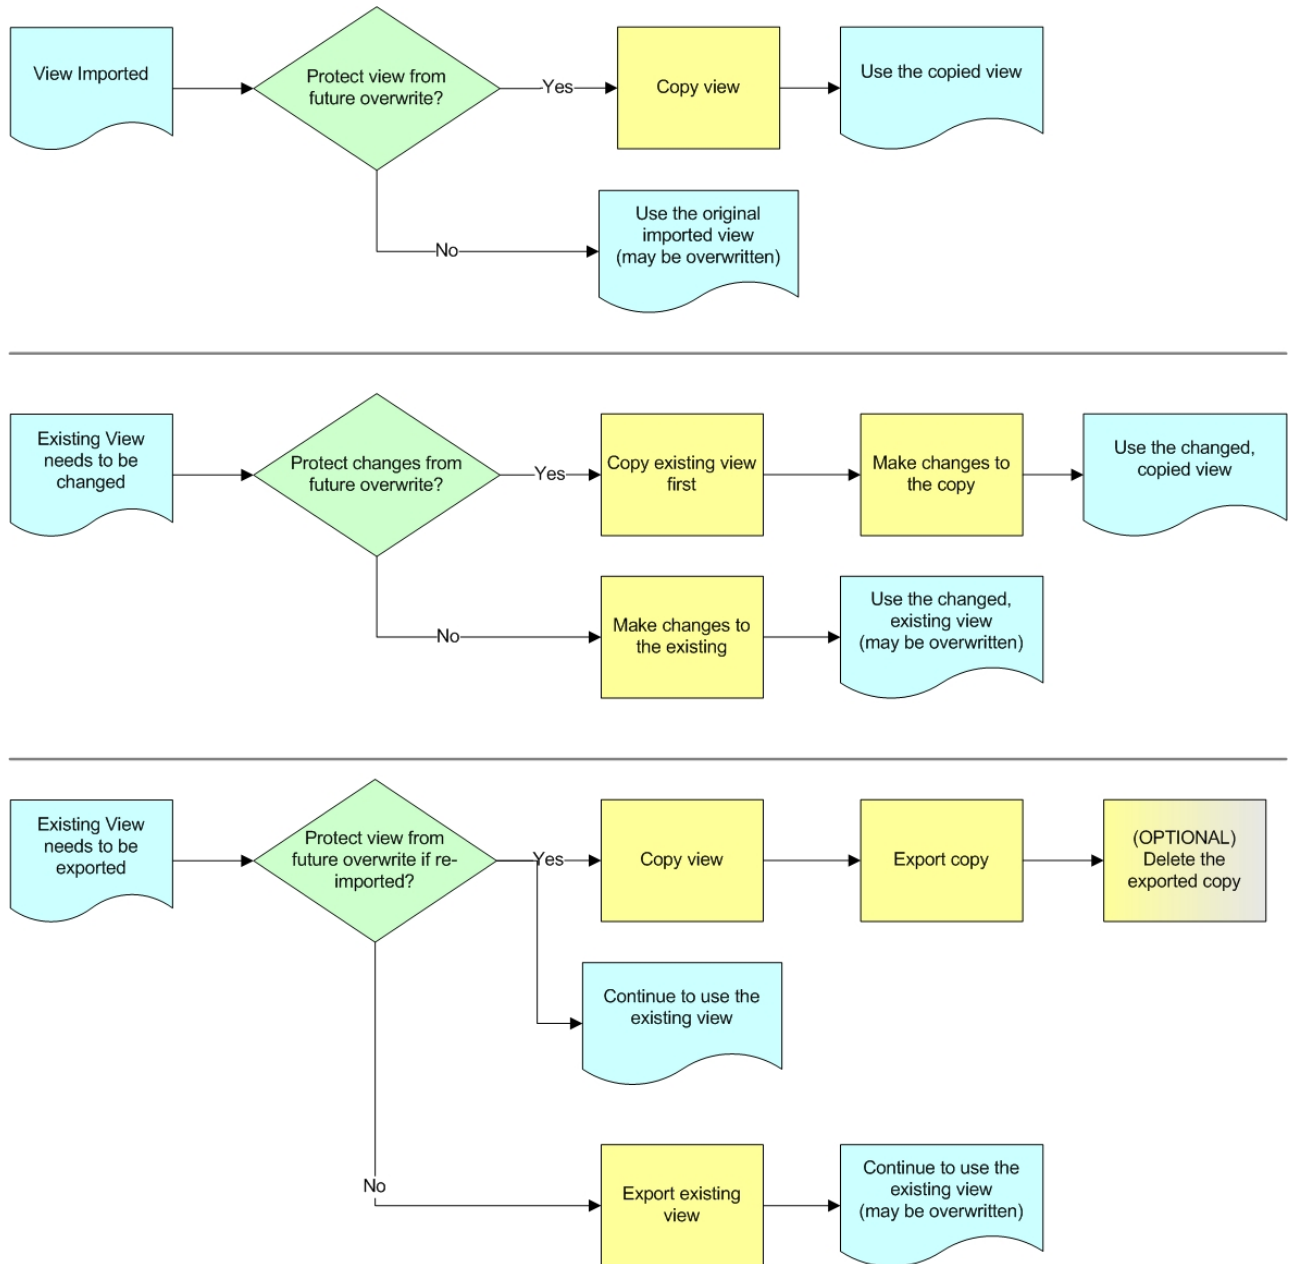 View Imported
Protect view from
future overwrite?
Yes
Copy view
Use the copied view
No
Use the original
imported view
(may be overwritten)
Existing View
needs to be
changed
Protect changes from
future overwrite?
Yes
Copy existing view
first
Make changes to
the copy
Use the changed,
copied view
No
Make changes to
the existing
Use the changed,
existing view
(may be overwritten)
Existing View
needs to be
exported
Protect view from
future overwrite if re-
imported?
Yes
Copy view
Export copy
(OPTIONAL)
Delete the
exported copy
Continue to use the
existing view
No
Export existing
view
Continue to use the
existing view
(may be overwritten)